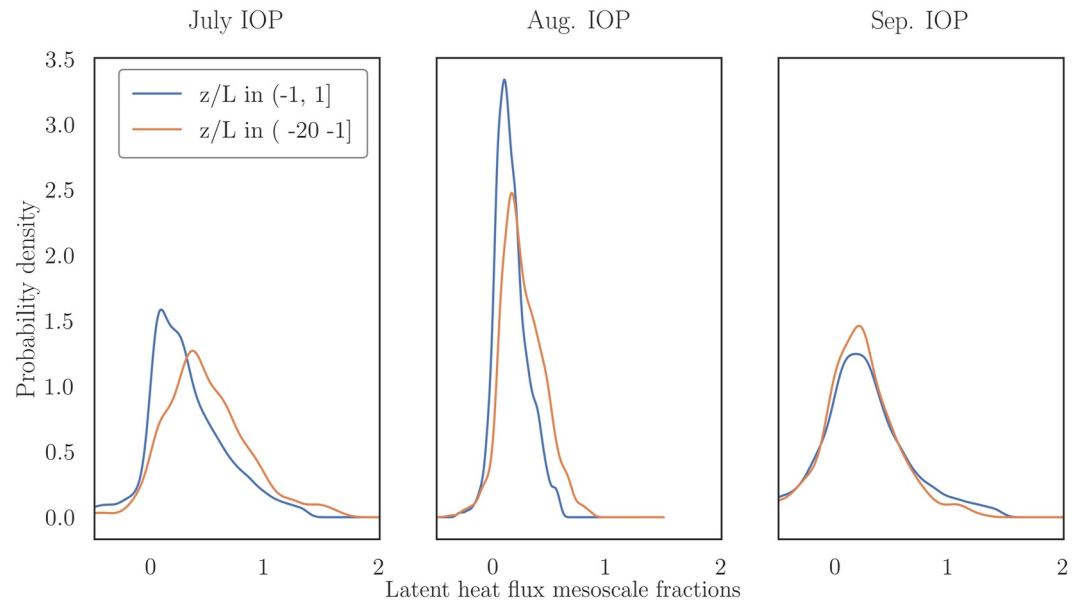 July IOP
Aug. IOP
Sep. IOP
z/L in (-1, 1]
z/L in ( -20 -1]
Probability density
3.5
3.0
2.5
2.0
1.5
1.0
0.5
0.0
0 1 2
0 1 2
0 1 2
Latent heat flux mesoscale fractions